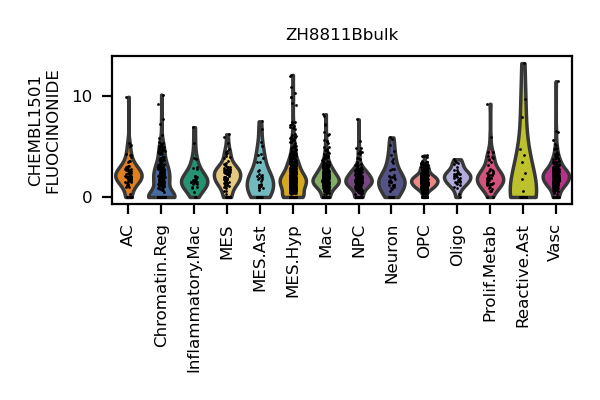 ZH8811Bbulk
CHEMBL1501
FLUOCINONIDE
10
0
AC
Chromatin.Reg
Inflammatory.Mac
MES
MES.Ast
MES.Hyp
Mac
NPC
Neuron
OPC
Oligo
Prolif.Metab
Reactive.Ast
Vasc